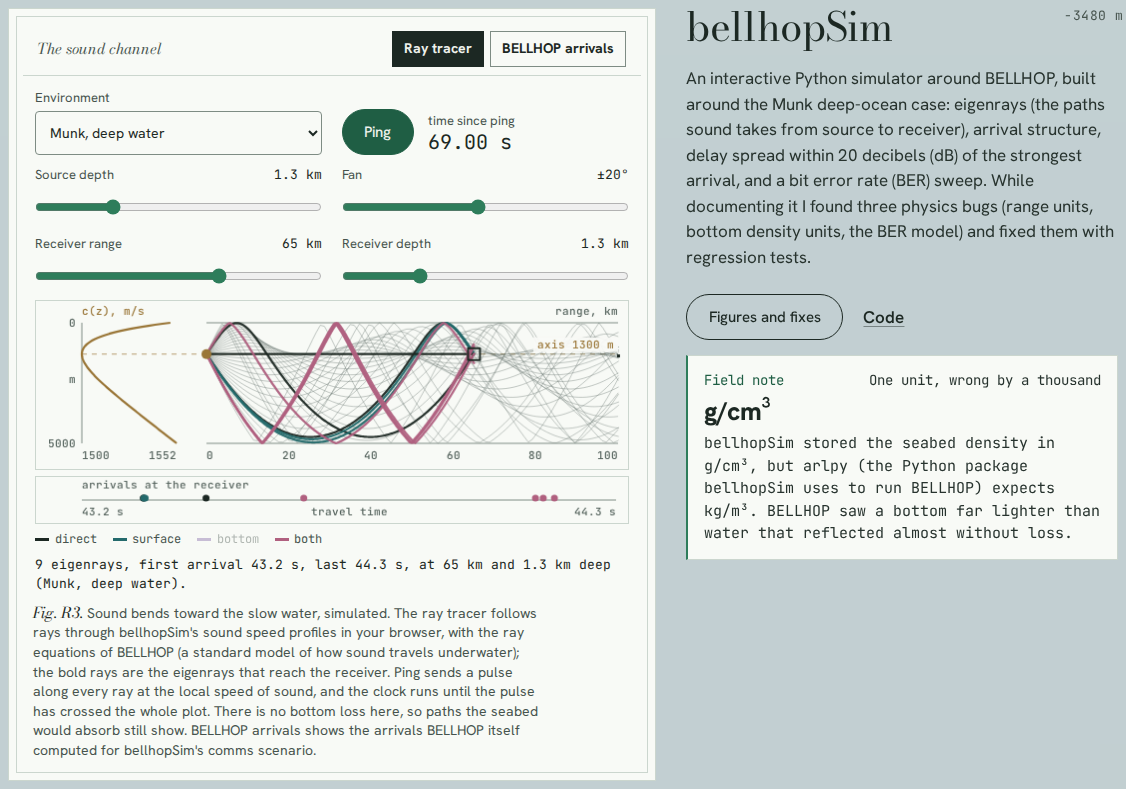 The sound channel
Ray tracer
BELLHOP arrivals
Environment
Munk, deep water
Ping
time since ping
69.00 s
Source depth
1.3 km
Fan
±20°
Receiver range
65 km
Receiver depth
1.3 km
c(z), m/s
range, km
0
axis 1300 m
m
5000
1500
1552
0
20
40
60
80
100
arrivals at the receiver
43.2 s
travel time
44.3 s
direct
surface
bottom
both
9 eigenrays, first arrival 43.2 s, last 44.3 s, at 65 km and 1.3 km deep
(Munk, deep water).
Fig. R3. Sound bends toward the slow water, simulated. The ray tracer follows
rays through bellhopSim's sound speed profiles in your browser, with the ray
equations of BELLHOP (a standard model of how sound travels underwater);
the bold rays are the eigenrays that reach the receiver. Ping sends a pulse
along every ray at the local speed of sound, and the clock runs until the pulse
has crossed the whole plot. There is no bottom loss here, so paths the seabed
would absorb still show. BELLHOP arrivals shows the arrivals BELLHOP itself
computed for bellhopSim's comms scenario.
bellhopSim
-3480 m
An interactive Python simulator around BELLHOP, built
around the Munk deep-ocean case: eigenrays (the paths
sound takes from source to receiver), arrival structure,
delay spread within 20 decibels (dB) of the strongest
arrival, and a bit error rate (BER) sweep. While
documenting it I found three physics bugs (range units,
bottom density units, the BER model) and fixed them with
regression tests.
Figures and fixes
Code
Field note
One unit, wrong by a thousand
g/cm³
bellhopSim stored the seabed density in
g/cm³, but arlpy (the Python package
bellhopSim uses to run BELLHOP) expects
kg/m³. BELLHOP saw a bottom far lighter than
water that reflected almost without loss.